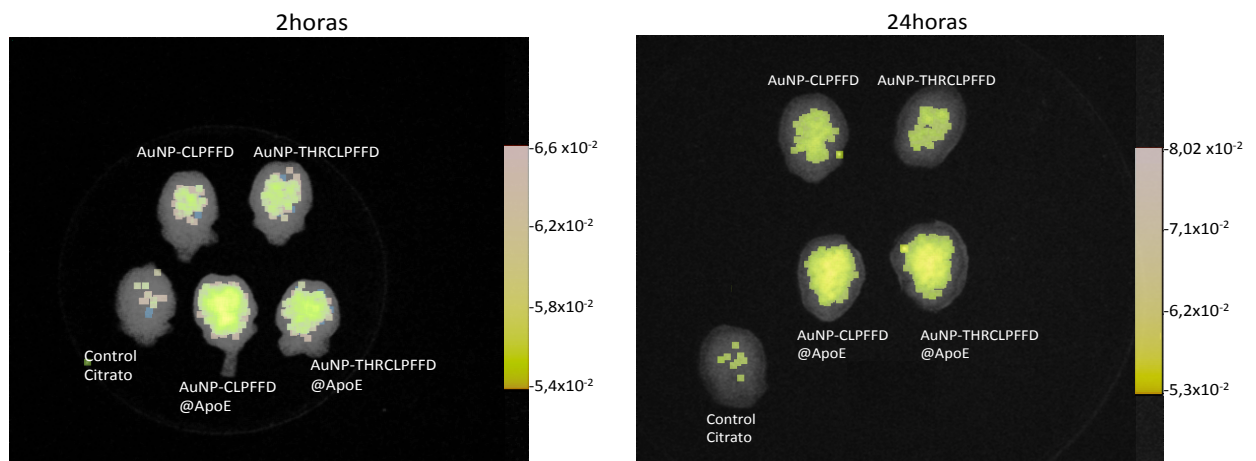 2horas
AuNP-CLPFFD
AuNP-THRCLPFFD
Control
Citrato
AuNP-CLPFFD
@ApoE
AuNP-THRCLPFFD
@ApoE
-6,6 x10-2
-6,2x10-2
-5,8x10-2
-5,4x10-2
24horas
AuNP-CLPFFD
AuNP-THRCLPFFD
AuNP-CLPFFD
@ApoE
AuNP-THRCLPFFD
@ApoE
Control
Citrato
-8,02 x10-2
-7,1x10-2
-6,2 x10-2
-5,3x10-2